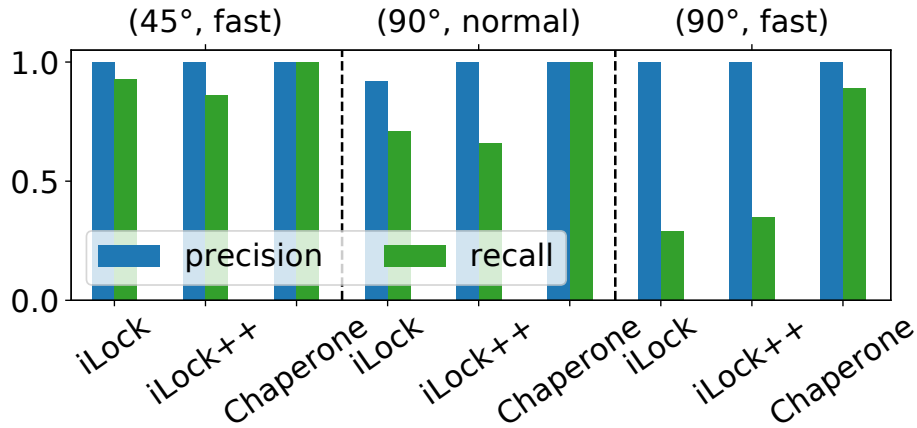 (45°, fast) (90°, normal) (90°, fast)
1.0
0.5
0.0
precision recall
iLock iLock++ Chaperone iLock iLock++ Chaperone iLock iLock++ Chaperone